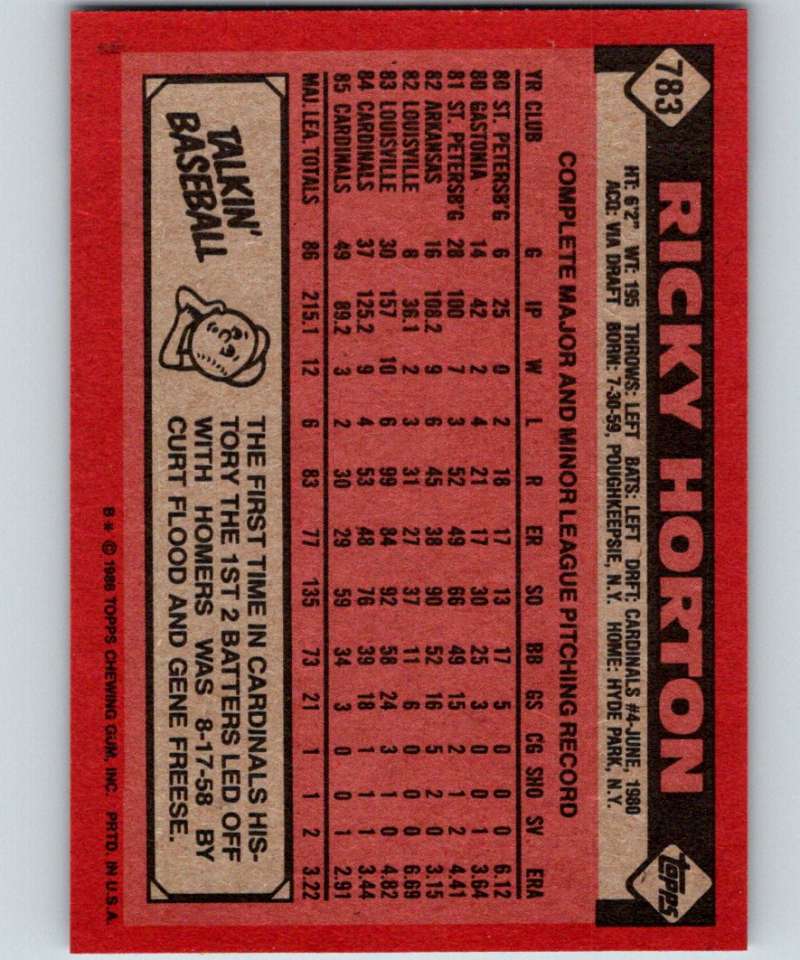 783
RICKY HORTON
topps
HT: 6'2" WT: 195 THROWS: LEFT BATS: LEFT DRFT: CARDINALS #4-JUNE, 1980
ACQ: VIA DRAFT BORN: 7-30-59, POUGHKEEPSIE, N.Y. HOME: HYDE PARK, N.Y.
COMPLETE MAJOR AND MINOR LEAGUE PITCHING RECORD
YR CLUB G IP W L R ER SO BB GS CG SHO SV. ERA
80 ST. PETERSB'G 6 25 0 2 18 17 13 17 5 0 0 0 6.12
80 GASTONIA 14 42 2 4 21 17 30 25 3 0 0 1 3.64
81 ST. PETERSB'G 28 100 7 3 52 49 66 49 15 2 1 2 4.41
82 ARKANSAS 16 108.2 9 6 45 38 90 52 16 5 2 0 3.15
82 LOUISVILLE 8 36.1 2 3 31 27 37 11 6 0 0 0 6.69
83 LOUISVILLE 30 157 10 6 99 84 92 58 24 3 1 0 4.82
84 CARDINALS 37 125.2 9 4 53 48 76 39 18 1 1 1 3.44
85 CARDINALS 49 89.2 3 2 30 29 59 34 3 0 0 1 2.91
MAJ. LEA. TOTALS 86 215.1 12 6 83 77 135 73 21 1 1 2 3.22
TALKIN'
BASEBALL
THE FIRST TIME IN CARDINALS HIS-
TORY THE 1ST 2 BATTERS LED OFF
WITH HOMERS WAS 8-17-58 BY
CURT FLOOD AND GENE FREESE.
B* © 1986 TOPPS CHEWING GUM, INC. PRTD. IN U.S.A.